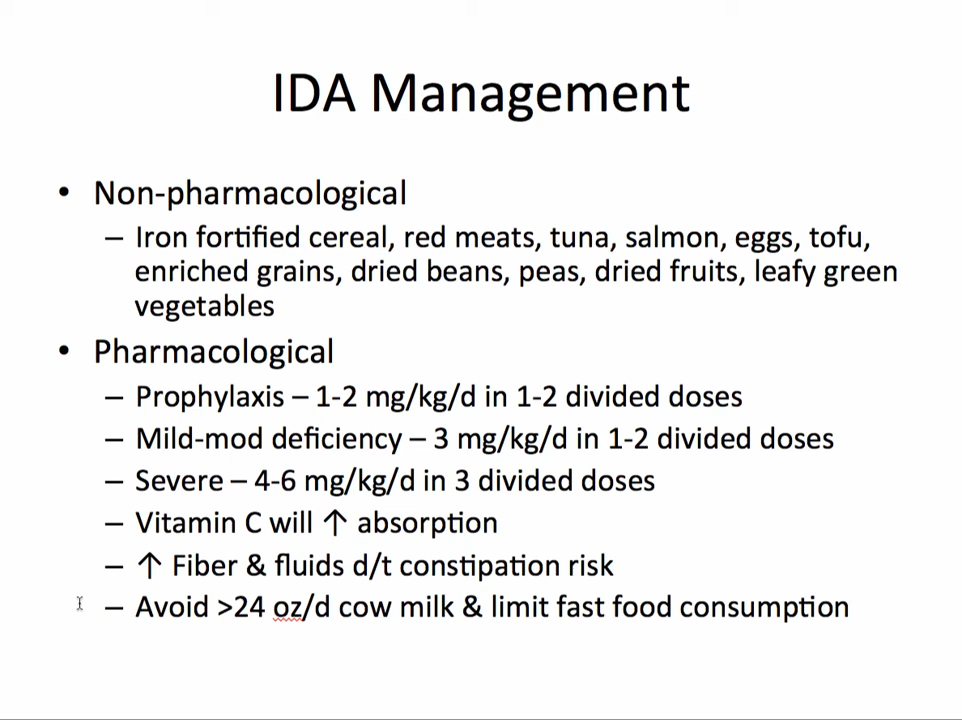 IDA Management
• Non-pharmacological
– Iron fortified cereal, red meats, tuna, salmon, eggs, tofu,
enriched grains, dried beans, peas, dried fruits, leafy green
vegetables
• Pharmacological
– Prophylaxis – 1-2 mg/kg/d in 1-2 divided doses
– Mild-mod deficiency – 3 mg/kg/d in 1-2 divided doses
– Severe – 4-6 mg/kg/d in 3 divided doses
– Vitamin C will ↑ absorption
– ↑ Fiber & fluids d/t constipation risk
– Avoid >24 oz/d cow milk & limit fast food consumption